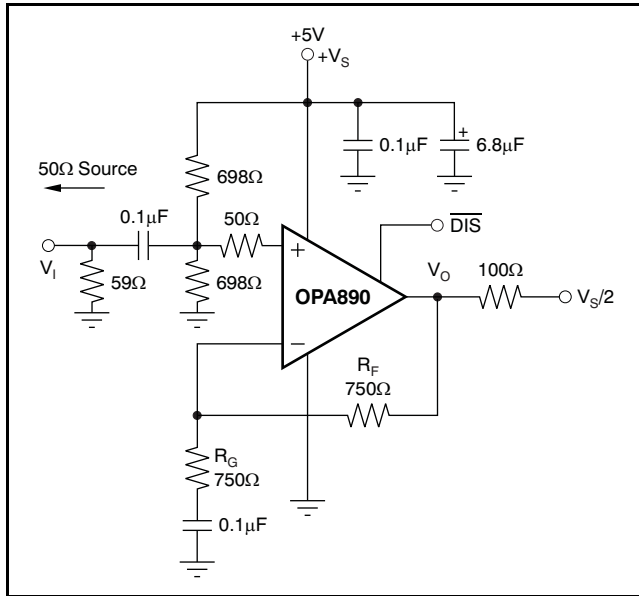 +5V
+V_S
50Ω Source
698Ω
0.1μF
6.8μF
+
0.1μF
50Ω
DIS
V_I
59Ω
698Ω
+
OPA890
−
V_O
100Ω
V_S/2
R_F
750Ω
R_G
750Ω
0.1μF